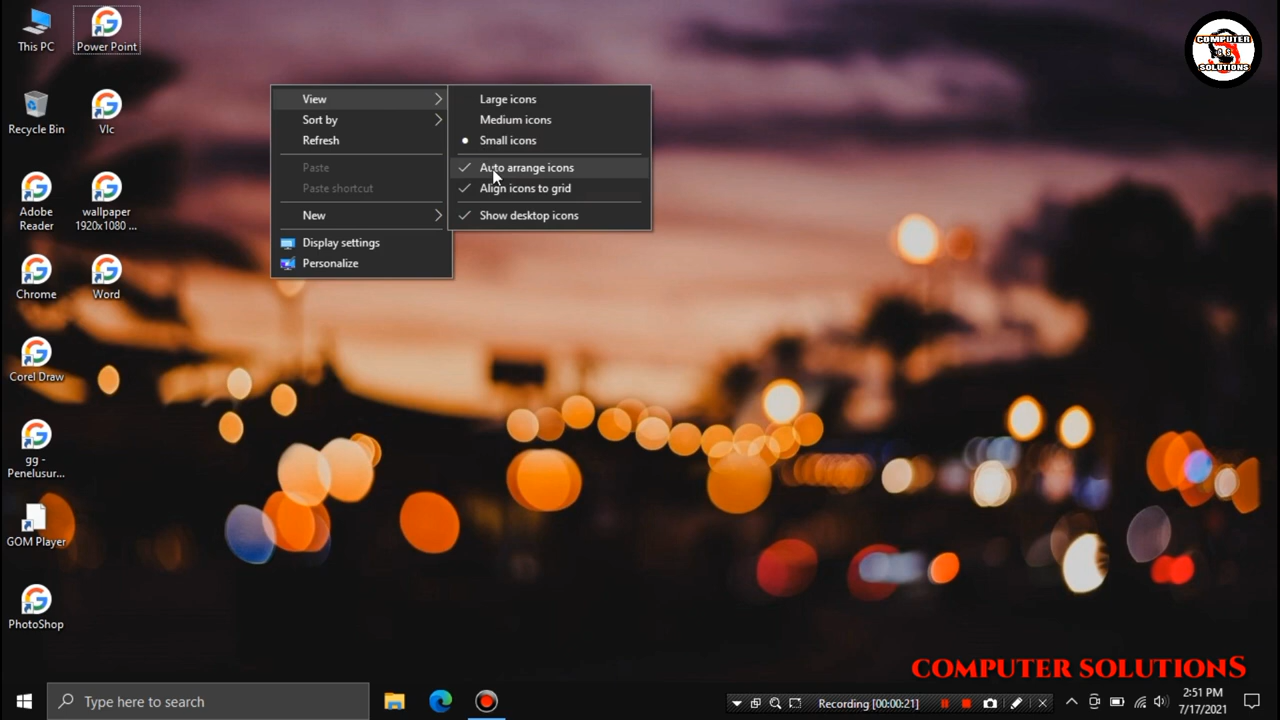 This PC
Power Point
Recycle Bin
Vlc
Adobe
Reader
wallpaper
1920x1080 ...
Chrome
Word
Corel Draw
gg -
Penelusur...
GOM Player
PhotoShop
View
Sort by
Refresh
Paste
Paste shortcut
New
Display settings
Personalize
Large icons
Medium icons
Small icons
Auto arrange icons
Align icons to grid
Show desktop icons
COMPUTER
SOLUTIONS
COMPUTER SOLUTIONS
Type here to search
Recording [00:00:21]
2:51 PM
7/17/2021